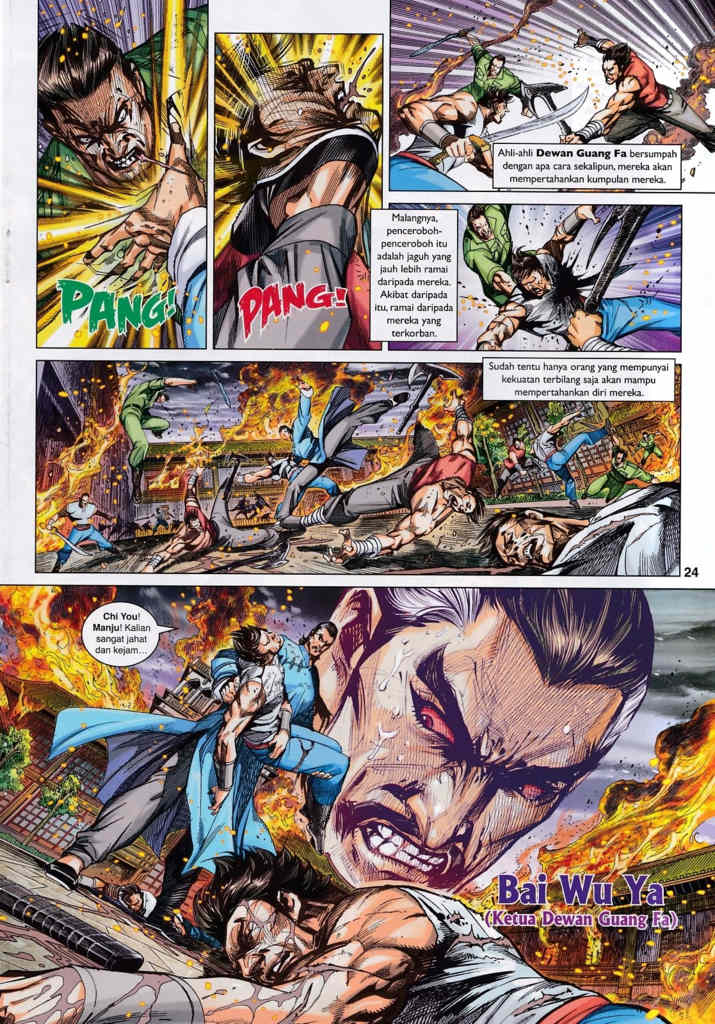 PANG!
PANG!
Ahli-ahli Dewan Guang Fa bersumpah
dengan apa cara sekalipun, mereka akan
mempertahankan kumpulan mereka.
Malangnya,
penceroboh-
penceroboh itu
adalah jaguh yang
jauh lebih ramai
daripada mereka.
Akibat daripada
itu, ramai daripada
mereka yang
terkorban.
Sudah tentu hanya orang yang mempunyai
kekuatan terbilang saja akan mampu
mempertahankan diri mereka.
24
Chi You!
Manju! Kalian
sangat jahat
dan kejam...
Bai Wu Ya
(Ketua Dewan Guang Fa)